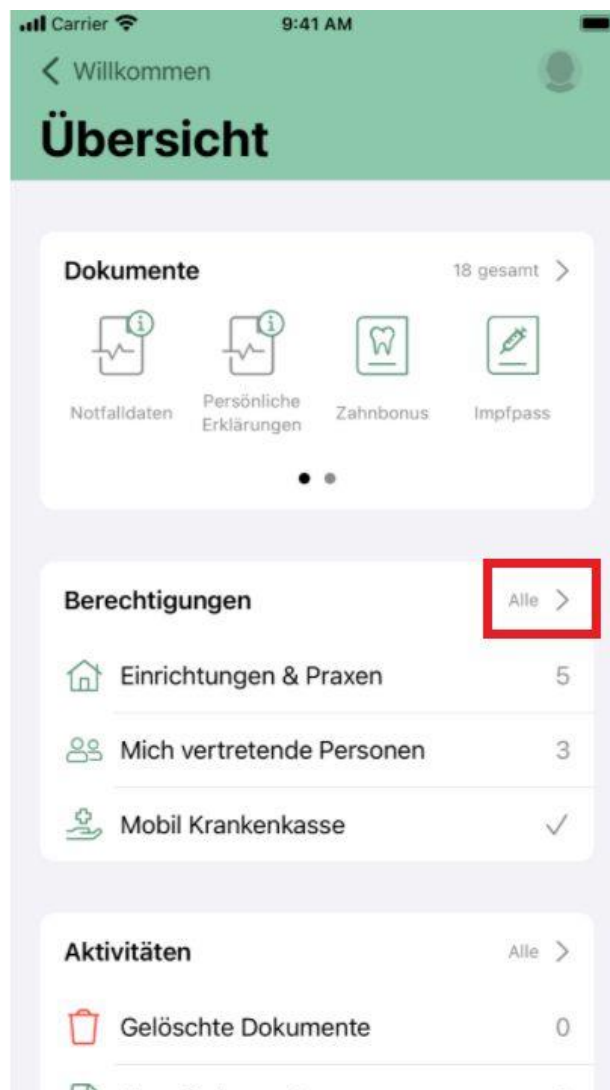 Carrier 9:41 AM
Willkommen
Übersicht
Dokumente 18 gesamt
Notfalldaten Persönliche Erklärungen Zahnbonus Impfpass
Berechtigungen Alle
Einrichtungen & Praxen 5
Mich vertretende Personen 3
Mobil Krankenkasse
Aktivitäten Alle
Gelöschte Dokumente 0